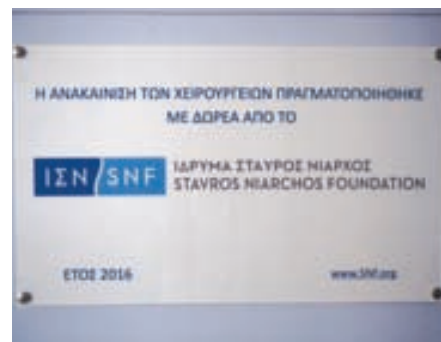 Η ΑΝΑΚΑΙΝΙΣΗ ΤΩΝ ΧΕΙΡΟΥΡΓΕΙΩΝ ΠΡΑΓΜΑΤΟΠΟΙΗΘΗΚΕ
ΜΕ ΔΩΡΕΑ ΑΠΟ ΤΟ
ΙΣΝ/SNF
ΙΔΡΥΜΑ ΣΤΑΥΡΟΣ ΝΙΑΡΧΟΣ
STAVROS NIARCHOS FOUNDATION
ΕΤΟΣ 2016
www.SNF.org